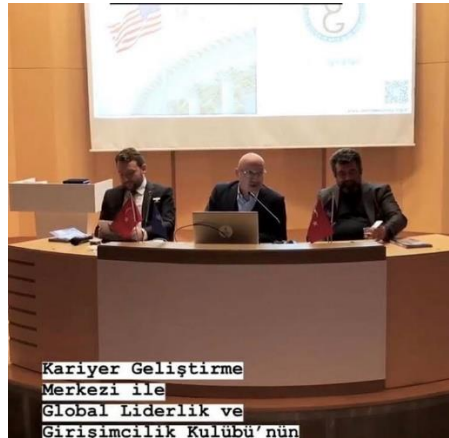 Kariyer Geliştirme
Merkezi ile
Global Liderlik ve
Girişimcilik Kulübü'nün